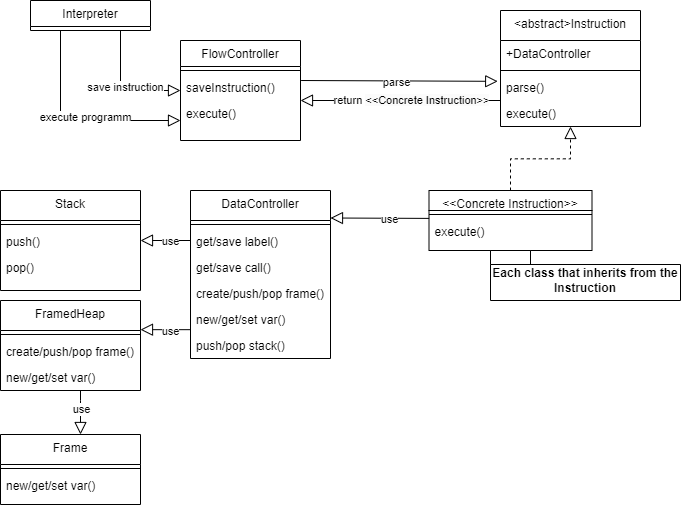 Interpreter
save instruction
execute programm
FlowController
saveInstruction()
execute()
parse
return <<Concrete Instruction>>
<abstract>Instruction
+DataController
parse()
execute()
Stack
push()
pop()
use
DataController
get/save label()
get/save call()
create/push/pop frame()
new/get/set var()
push/pop stack()
use
<<Concrete Instruction>>
execute()
Each class that inherits from the
Instruction
FramedHeap
create/push/pop frame()
new/get/set var()
use
use
Frame
new/get/set var()